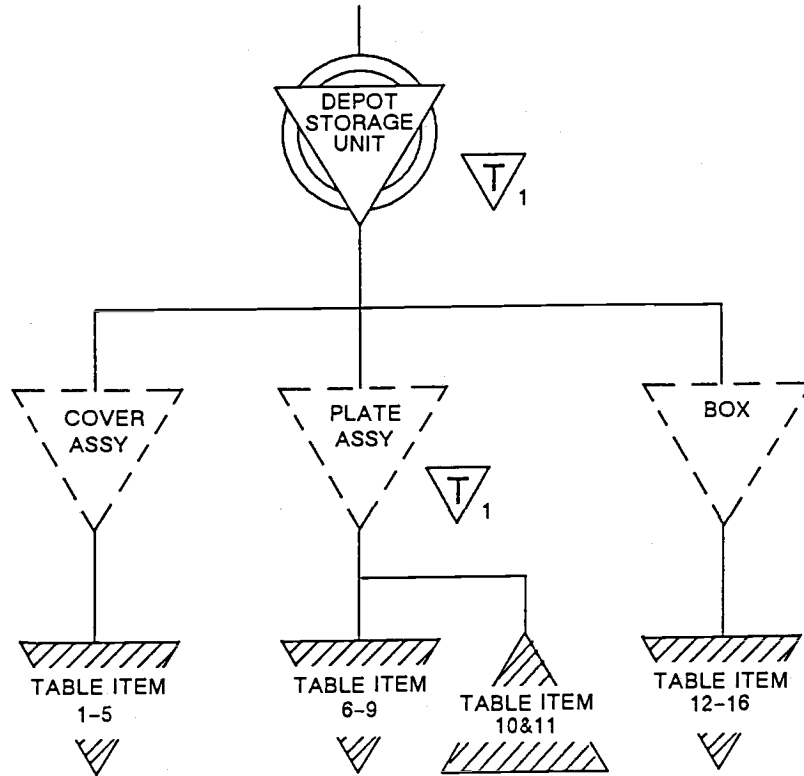 DEPOT
STORAGE
UNIT
T
1
COVER
ASSY
PLATE
ASSY
BOX
T
1
TABLE ITEM
1-5
TABLE ITEM
6-9
TABLE ITEM
10&11
TABLE ITEM
12-16